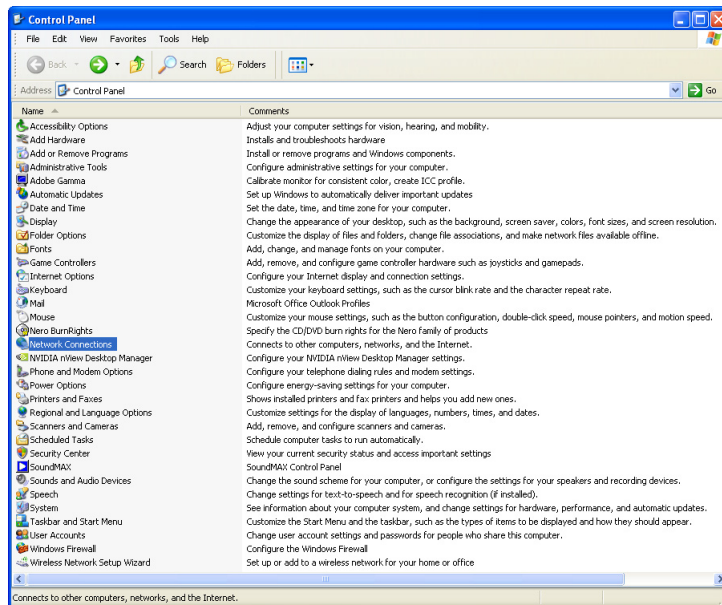 Control Panel
File Edit View Favorites Tools Help
Back Search Folders
Address Control Panel Go
Name Comments
Accessibility Options Adjust your computer settings for vision, hearing, and mobility.
Add Hardware Installs and troubleshoots hardware
Add or Remove Programs Install or remove programs and Windows components.
Administrative Tools Configure administrative settings for your computer.
Adobe Gamma Calibrate monitor for consistent color, create ICC profile.
Automatic Updates Set up Windows to automatically deliver important updates
Date and Time Set the date, time, and time zone for your computer.
Display Change the appearance of your desktop, such as the background, screen saver, colors, font sizes, and screen resolution.
Folder Options Customize the display of files and folders, change file associations, and make network files available offline.
Fonts Add, change, and manage fonts on your computer.
Game Controllers Add, remove, and configure game controller hardware such as joysticks and gamepads.
Internet Options Configure your Internet display and connection settings.
Keyboard Customize your keyboard settings, such as the cursor blink rate and the character repeat rate.
Mail Microsoft Office Outlook Profiles
Mouse Customize your mouse settings, such as the button configuration, double-click speed, mouse pointers, and motion speed.
Nero BurnRights Specify the CD/DVD burn rights for the Nero family of products
Network Connections Connects to other computers, networks, and the Internet.
NVIDIA nView Desktop Manager Configure your NVIDIA nView Desktop Manager settings.
Phone and Modem Options Configure your telephone dialing rules and modem settings.
Power Options Configure energy-saving settings for your computer.
Printers and Faxes Shows installed printers and fax printers and helps you add new ones.
Regional and Language Options Customize settings for the display of languages, numbers, times, and dates.
Scanners and Cameras Add, remove, and configure scanners and cameras.
Scheduled Tasks Schedule computer tasks to run automatically.
Security Center View your current security status and access important settings
SoundMAX SoundMAX Control Panel
Sounds and Audio Devices Change the sound scheme for your computer, or configure the settings for your speakers and recording devices.
Speech Change settings for text-to-speech and for speech recognition (if installed).
System See information about your computer system, and change settings for hardware, performance, and automatic updates.
Taskbar and Start Menu Customize the Start Menu and the taskbar, such as the types of items to be displayed and how they should appear.
User Accounts Change user account settings and passwords for people who share this computer.
Windows Firewall Configure the Windows Firewall
Wireless Network Setup Wizard Set up or add to a wireless network for your home or office
Connects to other computers, networks, and the Internet.